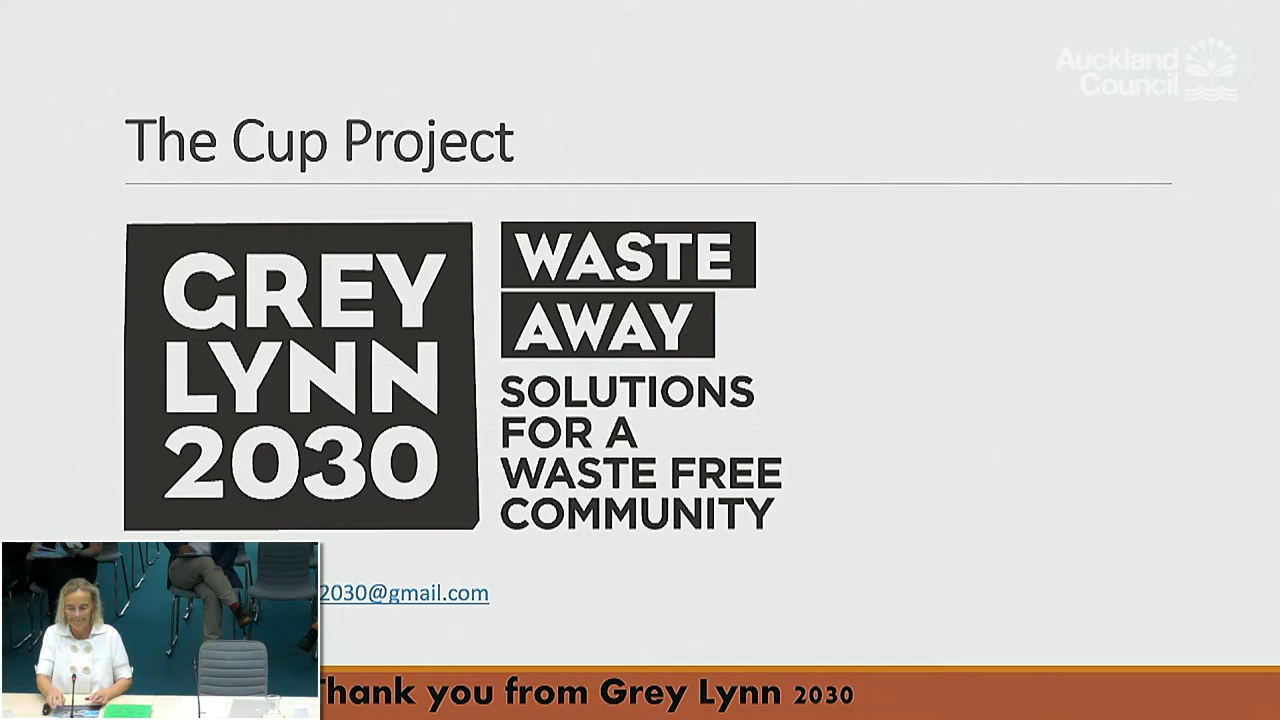 Auckland
Council
The Cup Project
GREY
LYNN
2030
WASTE
AWAY
SOLUTIONS
FOR A
WASTE FREE
COMMUNITY
2030@gmail.com
Thank you from Grey Lynn 2030